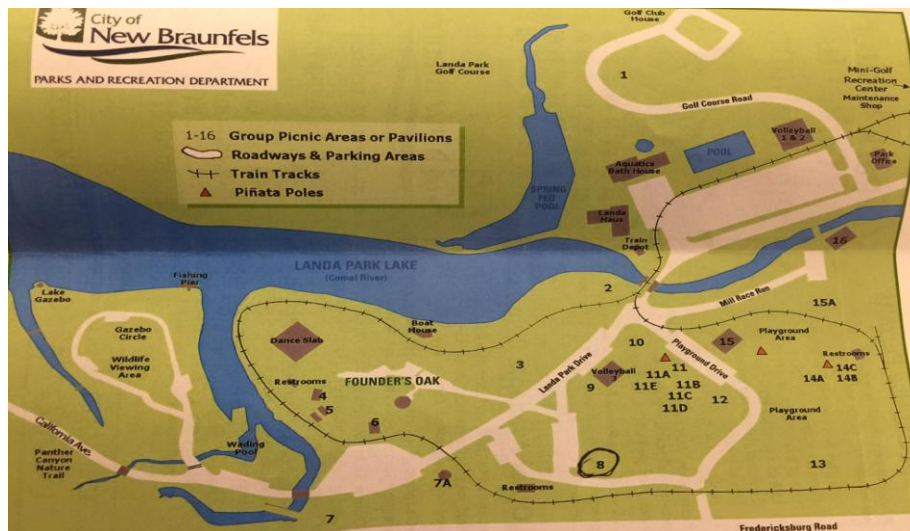 City of
New Braunfels
PARKS AND RECREATION DEPARTMENT
Golf Club
House
Landa Park
Golf Course
1
Mini-Golf
Recreation
Center
Maintenance
Shop
Golf Course Road
1-16 Group Picnic Areas or Pavilions
Roadways & Parking Areas
Train Tracks
Piñata Poles
Volleyball
1 & 2
POOL
Park
Office
Aquatics
Bath House
SPRING
FED
POOL
Landa
Haus
Train
Depot
16
LANDA PARK LAKE
(Comal River)
Fishing
Pier
Lake
Gazebo
2
Mill Race Run
15A
Gazebo
Circle
Boat
House
Dance Slab
Wildlife
Viewing
Area
3
Landa Park Drive
10
Playground Drive
15
Playground
Area
Restrooms
14C
14A
14B
Volleyball
11
11A
11E
11B
11C
11D
9
12
Restrooms
4
5
FOUNDER'S OAK
6
Playground
Area
California Ave.
Panther
Canyon
Nature
Trail
Wading
Pool
8
13
7A
Restrooms
7
Fredericksburg Road